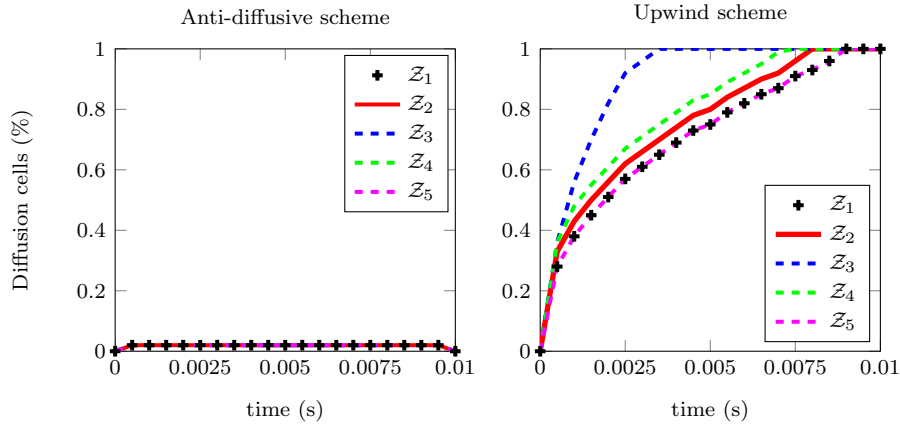 Anti-diffusive scheme
Diffusion cells (%)
1
0.8
0.6
0.4
0.2
0
0
0.0025
0.005
0.0075
0.01
time (s)
𝒵₁
𝒵₂
𝒵₃
𝒵₄
𝒵₅
Upwind scheme
1
0.8
0.6
0.4
0.2
0
0
0.0025
0.005
0.0075
0.01
time (s)
𝒵₁
𝒵₂
𝒵₃
𝒵₄
𝒵₅